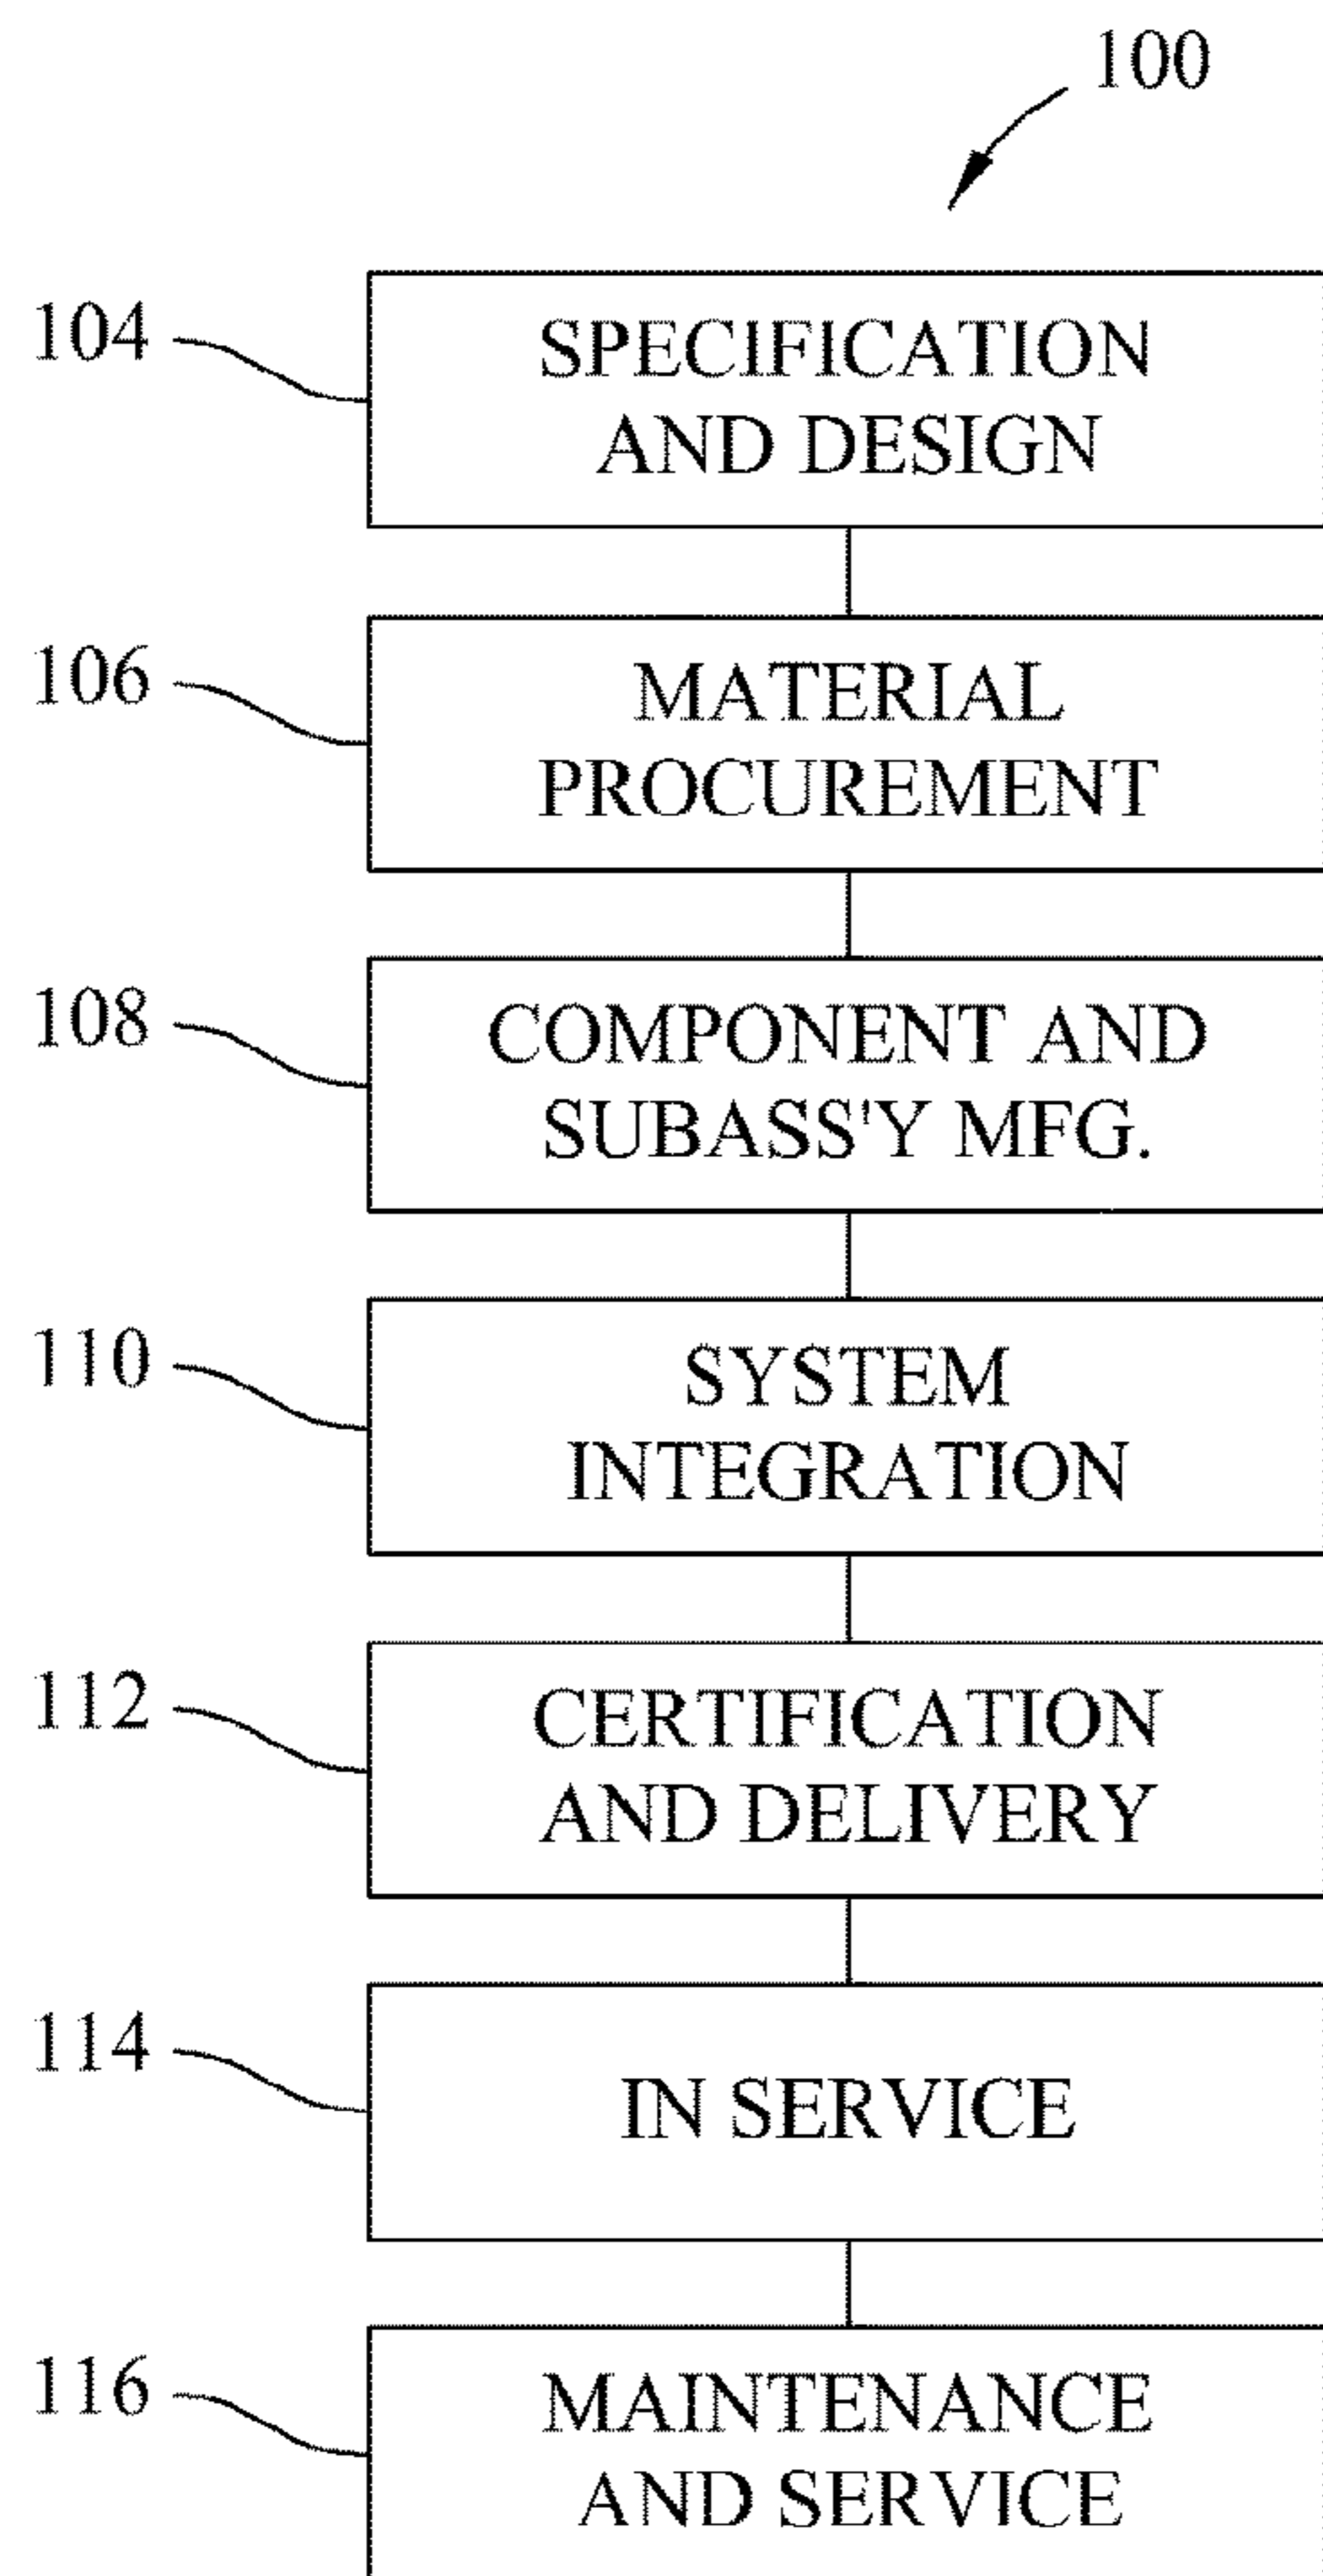 100
104
SPECIFICATION
AND DESIGN
106
MATERIAL
PROCUREMENT
108
COMPONENT AND
SUBASS'Y MFG.
110
SYSTEM
INTEGRATION
112
CERTIFICATION
AND DELIVERY
114
IN SERVICE
116
MAINTENANCE
AND SERVICE